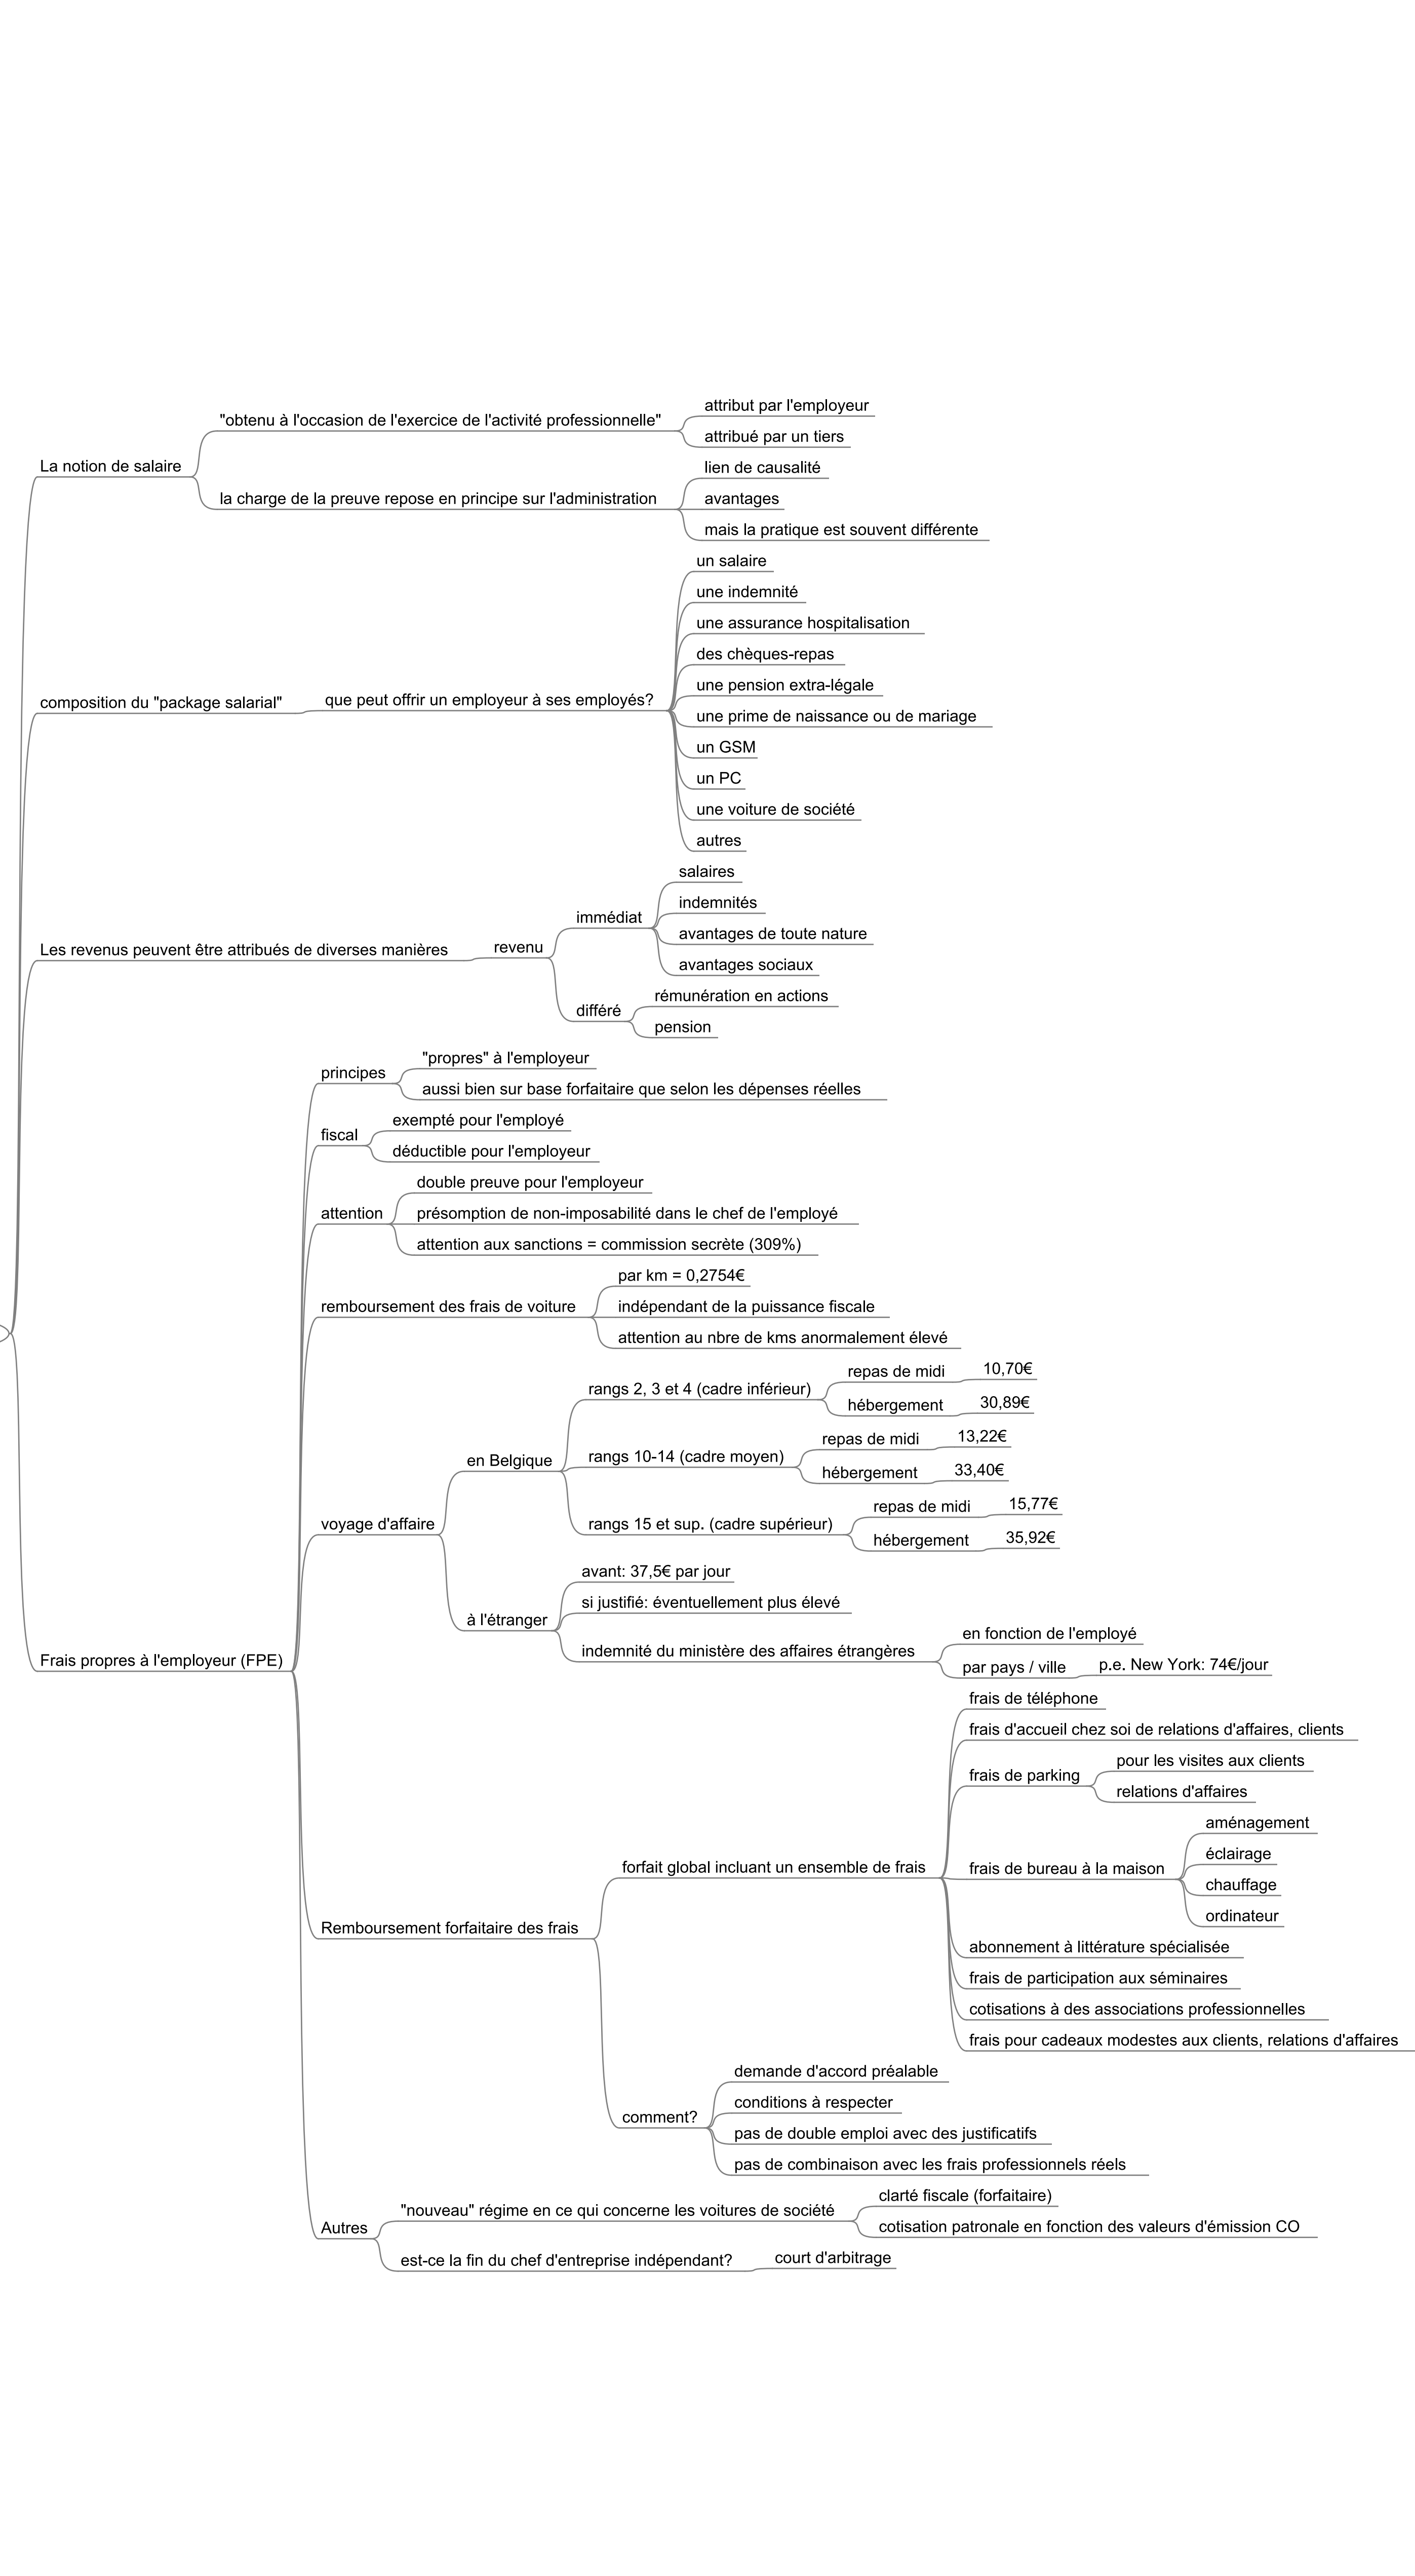 La notion de salaire
"obtenu à l'occasion de l'exercice de l'activité professionnelle"
attribut par l'employeur
attribué par un tiers
la charge de la preuve repose en principe sur l'administration
lien de causalité
avantages
mais la pratique est souvent différente
composition du "package salarial"
que peut offrir un employeur à ses employés?
un salaire
une indemnité
une assurance hospitalisation
des chèques-repas
une pension extra-légale
une prime de naissance ou de mariage
un GSM
un PC
une voiture de société
autres
Les revenus peuvent être attribués de diverses manières
revenu
immédiat
salaires
indemnités
avantages de toute nature
avantages sociaux
différé
rémunération en actions
pension
Frais propres à l'employeur (FPE)
principes
"propres" à l'employeur
aussi bien sur base forfaitaire que selon les dépenses réelles
fiscal
exempté pour l'employé
déductible pour l'employeur
attention
double preuve pour l'employeur
présomption de non-imposabilité dans le chef de l'employé
attention aux sanctions = commission secrète (309%)
remboursement des frais de voiture
par km = 0,2754€
indépendant de la puissance fiscale
attention au nbre de kms anormalement élevé
voyage d'affaire
en Belgique
rangs 2, 3 et 4 (cadre inférieur)
repas de midi
10,70€
hébergement
30,89€
rangs 10-14 (cadre moyen)
repas de midi
13,22€
hébergement
33,40€
rangs 15 et sup. (cadre supérieur)
repas de midi
15,77€
hébergement
35,92€
à l'étranger
avant: 37,5€ par jour
si justifié: éventuellement plus élevé
indemnité du ministère des affaires étrangères
en fonction de l'employé
par pays / ville
p.e. New York: 74€/jour
Remboursement forfaitaire des frais
forfait global incluant un ensemble de frais
frais de téléphone
frais d'accueil chez soi de relations d'affaires, clients
frais de parking
pour les visites aux clients
relations d'affaires
frais de bureau à la maison
aménagement
éclairage
chauffage
ordinateur
abonnement à littérature spécialisée
frais de participation aux séminaires
cotisations à des associations professionnelles
frais pour cadeaux modestes aux clients, relations d'affaires
comment?
demande d'accord préalable
conditions à respecter
pas de double emploi avec des justificatifs
pas de combinaison avec les frais professionnels réels
Autres
"nouveau" régime en ce qui concerne les voitures de société
clarté fiscale (forfaitaire)
cotisation patronale en fonction des valeurs d'émission CO
est-ce la fin du chef d'entreprise indépendant?
court d'arbitrage